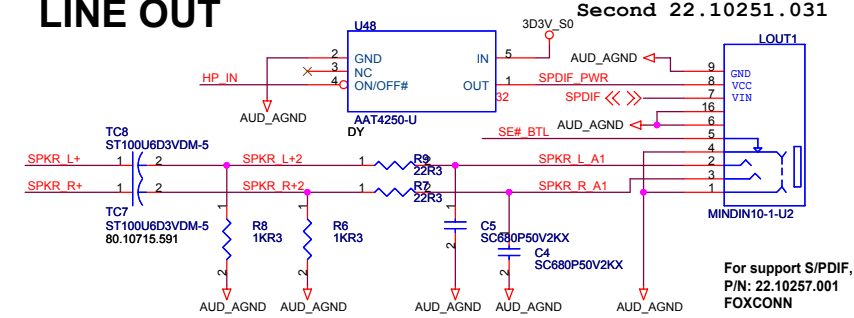 LINE OUT
Second 22.10251.031
U48
3D3V_S0
LOUT1
2 GND IN 5
AUD_AGND
3 NC
HP_IN 4 ON/OFF# OUT 1 SPDIF_PWR
32
SPDIF
9 GND
8 VCC
7 VIN
16
AUD_AGND 6
AUD_AGND
AAT4250-U
DY
SE#_BTL 5
4
TC8
ST100U6D3VDM-5
SPKR_L+ 1 2 SPKR_L+2 1 R9 2 SPKR_L_A1 2
22R3
3
SPKR_R+ 1 2 SPKR_R+2 1 R7 2 SPKR_R_A1 1
22R3
MINDIN10-1-U2
TC7
ST100U6D3VDM-5
80.10715.591
1 R8 1KR3 2
1 R6 1KR3 2
1 C5 2
SC680P50V2KX
1 C4 2
SC680P50V2KX
AUD_AGND AUD_AGND AUD_AGND AUD_AGND AUD_AGND
For support S/PDIF,
P/N: 22.10257.001
FOXCONN